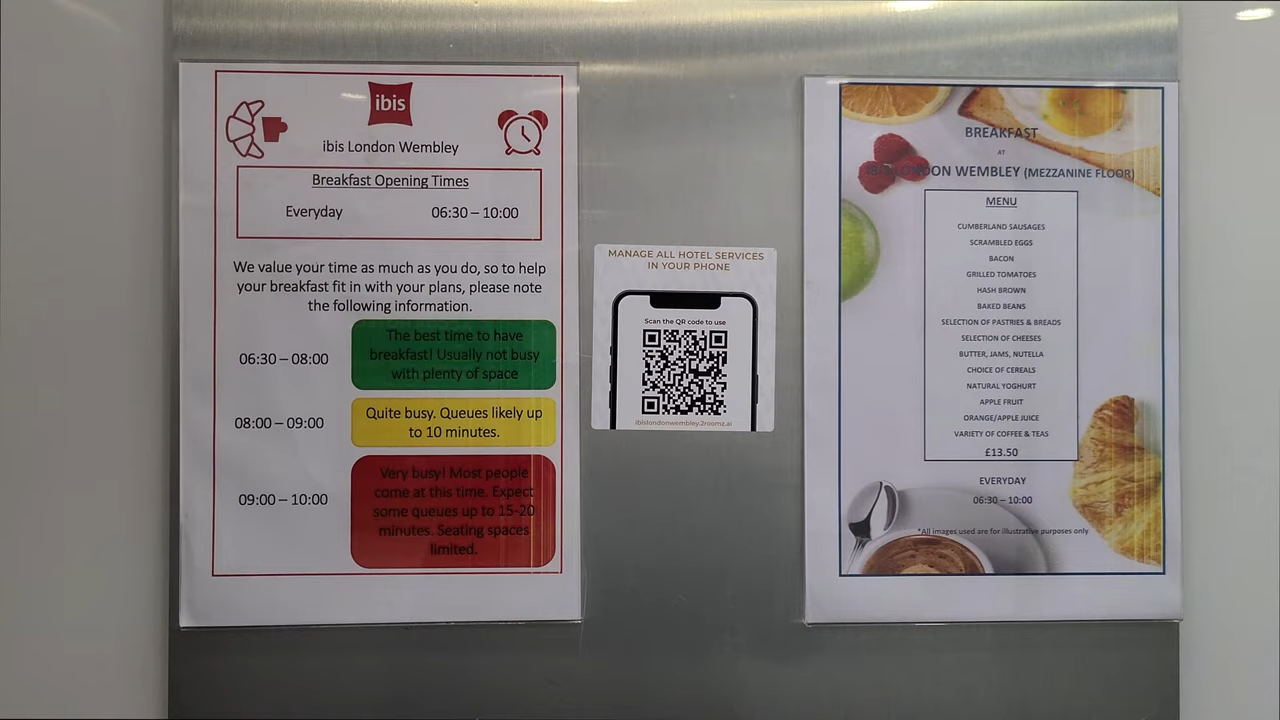 ibis
ibis London Wembley
Breakfast Opening Times
Everyday 06:30 – 10:00
We value your time as much as you do, so to help
your breakfast fit in with your plans, please note
the following information.
06:30 – 08:00
The best time to have
breakfast! Usually not busy
with plenty of space
08:00 – 09:00
Quite busy. Queues likely up
to 10 minutes.
09:00 – 10:00
Very busy! Most people
come at this time. Expect
some queues up to 15-20
minutes. Seating spaces
limited.
MANAGE ALL HOTEL SERVICES
IN YOUR PHONE
Scan the QR code to use
ibislondonwembley.2roomz.ai
BREAKFAST
AT
IBIS LONDON WEMBLEY (MEZZANINE FLOOR)
MENU
CUMBERLAND SAUSAGES
SCRAMBLED EGGS
BACON
GRILLED TOMATOES
HASH BROWN
BAKED BEANS
SELECTION OF PASTRIES & BREADS
SELECTION OF CHEESES
BUTTER, JAMS, NUTELLA
CHOICE OF CEREALS
NATURAL YOGHURT
APPLE FRUIT
ORANGE/APPLE JUICE
VARIETY OF COFFEE & TEAS
£13.50
EVERYDAY
06:30 – 10:00
*All images used are for illustrative purposes only